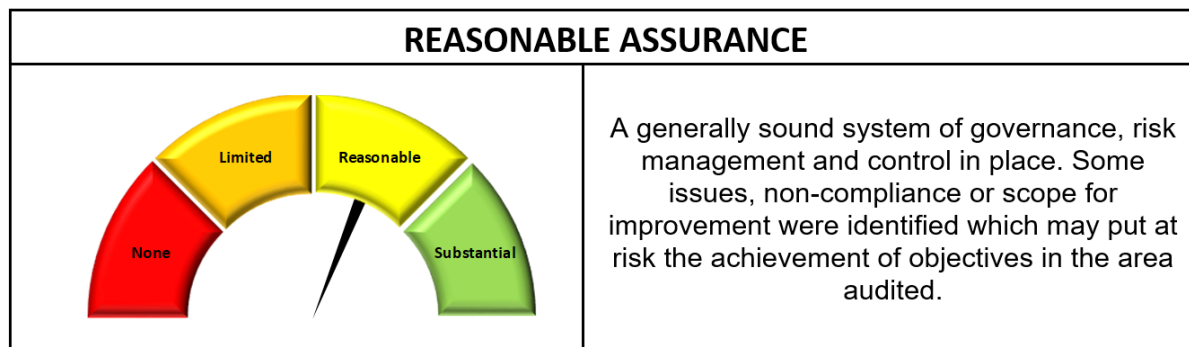 REASONABLE ASSURANCE
Limited
Reasonable
None
Substantial
A generally sound system of governance, risk
management and control in place. Some
issues, non-compliance or scope for
improvement were identified which may put at
risk the achievement of objectives in the area
audited.